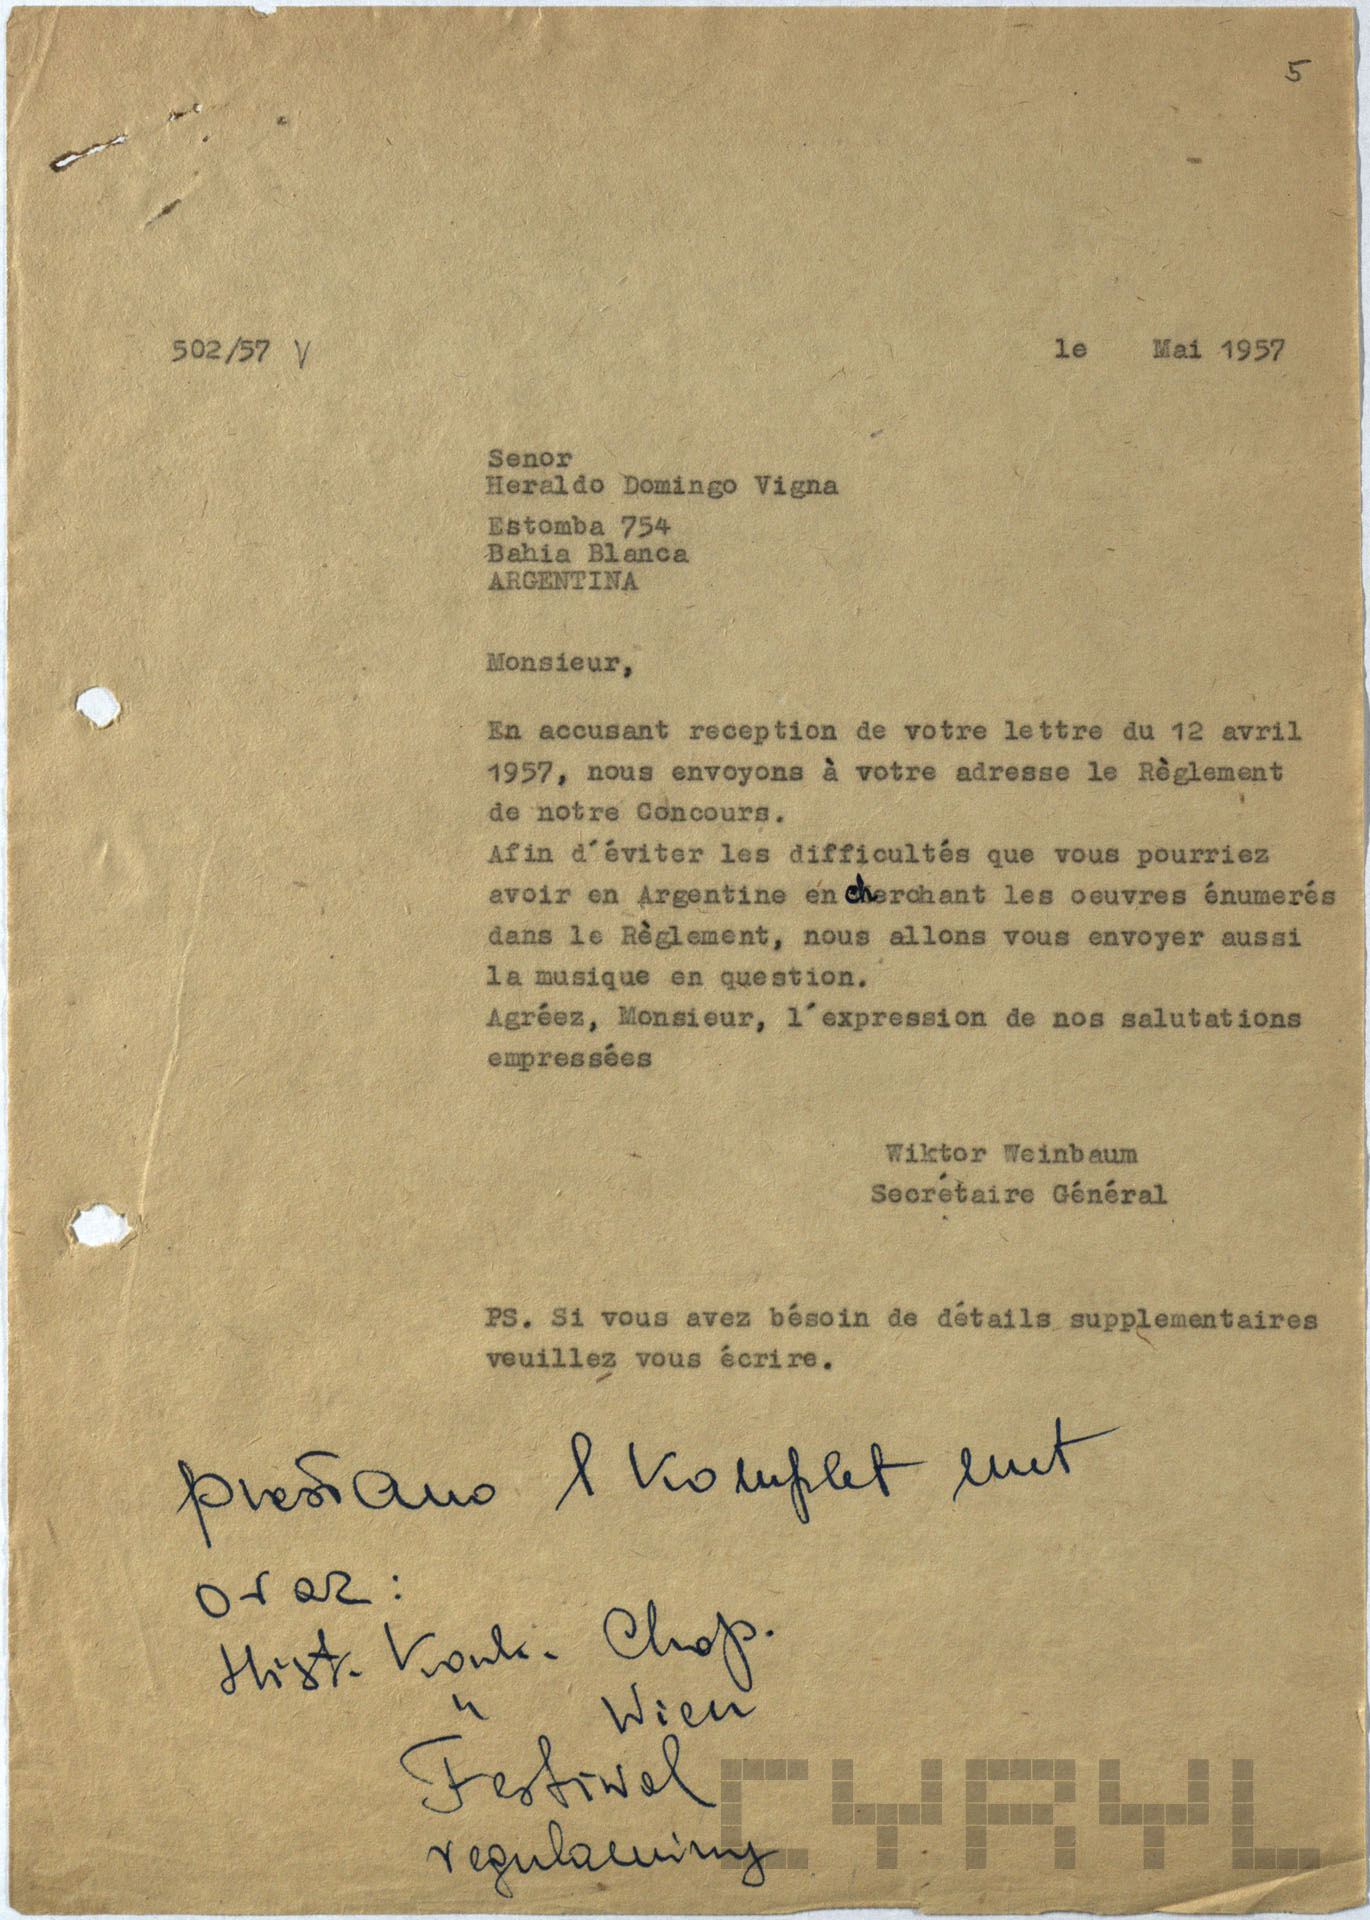 5
502/57 V
le Mai 1957
Senor
Heraldo Domingo Vigna
Estomba 754
Bahia Blanca
ARGENTINA
Monsieur,
En accusant reception de votre lettre du 12 avril
1957, nous envoyons à votre adresse le Règlement
de notre Concours.
Afin d´éviter les difficultés que vous pourriez
avoir en Argentine en cherchant les oeuvres énumerés
dans le Règlement, nous allons vous envoyer aussi
la musique en question.
Agréez, Monsieur, l´expression de nos salutations
empressées
Wiktor Weinbaum
Secrétaire Général
PS. Si vous avez bésoin de détails supplementaires
veuillez vous écrire.
przesłano 1 komplet nut
oraz:
Hist. Konk. Chop.
" Wien
Festiwal
regulaminy
CYRYL